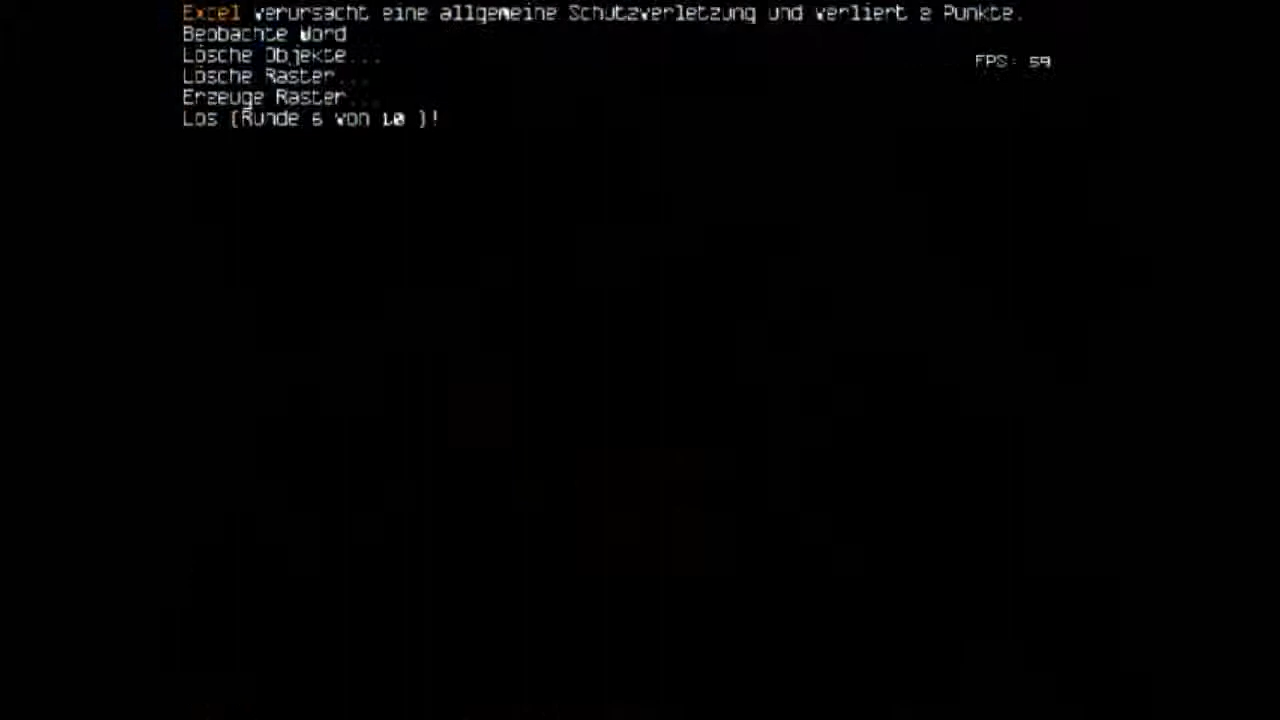 Excel verursacht eine allgemeine Schutzverletzung und verliert 2 Punkte.
Beobachte Word
Lösche Objekte...
FPS: 59
Lösche Raster...
Erzeuge Raster...
Los (Runde 6 von 10 )!